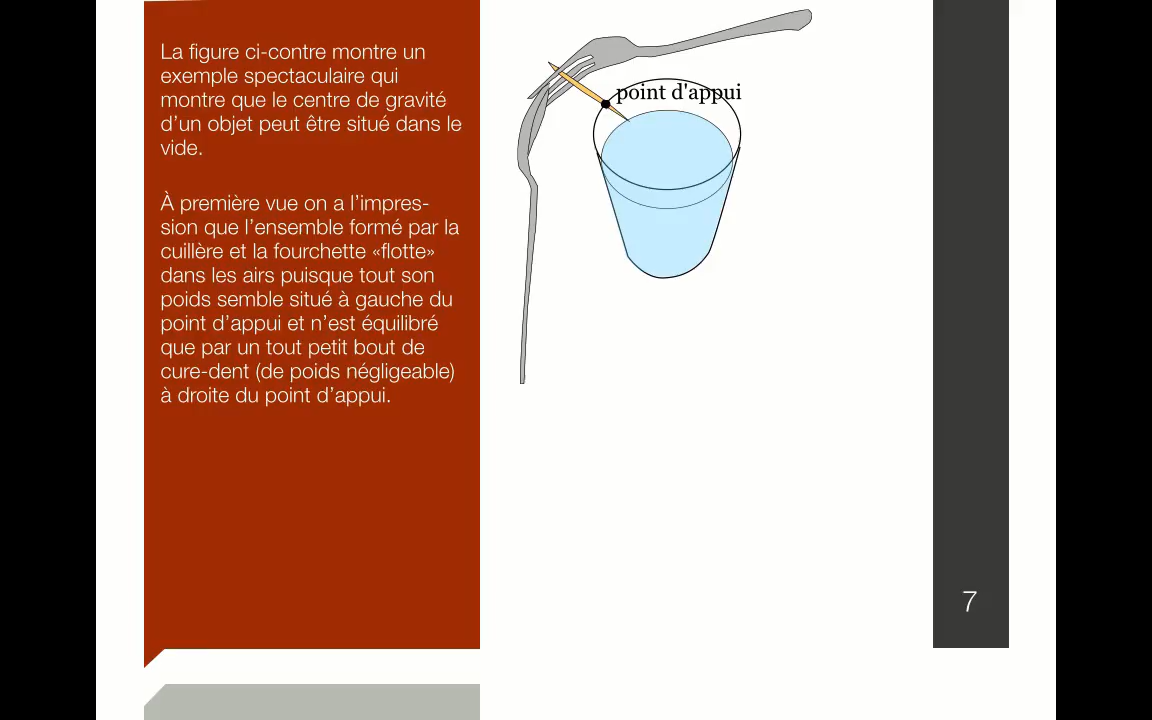 La figure ci-contre montre un
exemple spectaculaire qui
montre que le centre de gravité
d'un objet peut être situé dans le
vide.
À première vue on a l'impres-
sion que l'ensemble formé par la
cuillère et la fourchette «flotte»
dans les airs puisque tout son
poids semble situé à gauche du
point d'appui et n'est équilibré
que par un tout petit bout de
cure-dent (de poids négligeable)
à droite du point d'appui.
point d'appui
7